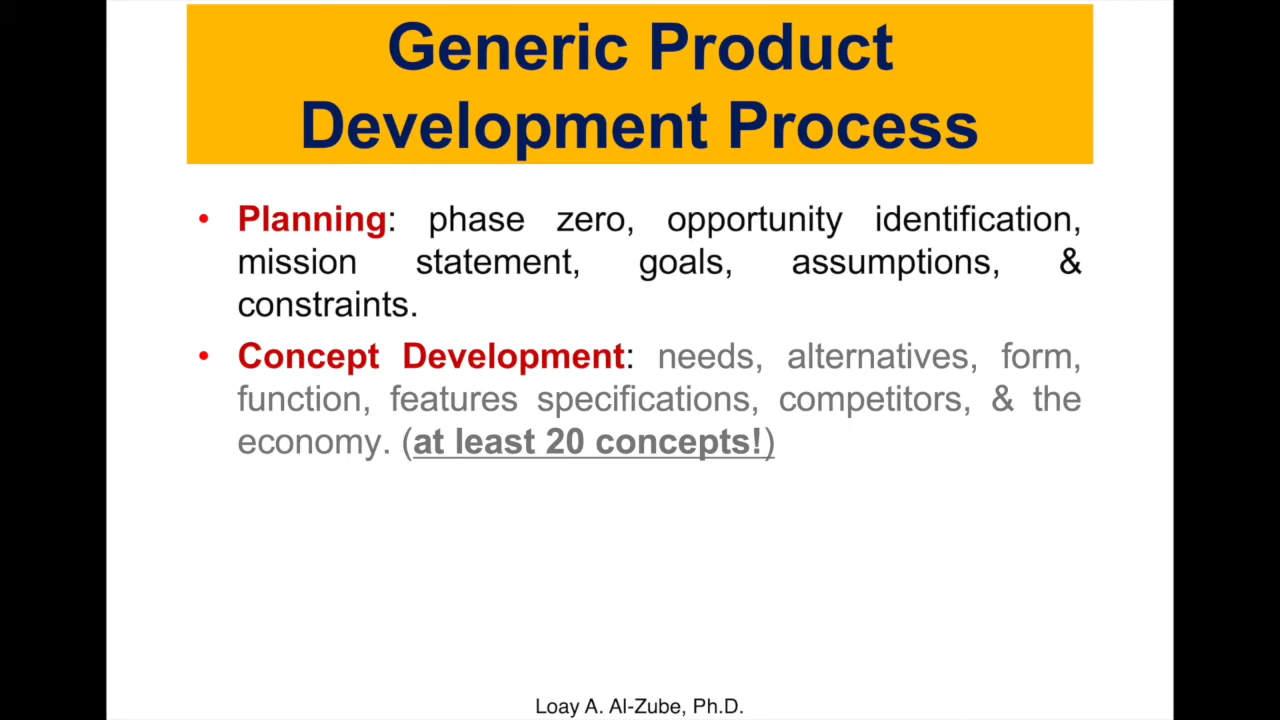 Generic Product
Development Process
• Planning: phase zero, opportunity identification,
mission statement, goals, assumptions, &
constraints.
• Concept Development: needs, alternatives, form,
function, features specifications, competitors, & the
economy. (at least 20 concepts!)
Loay A. Al-Zube, Ph.D.